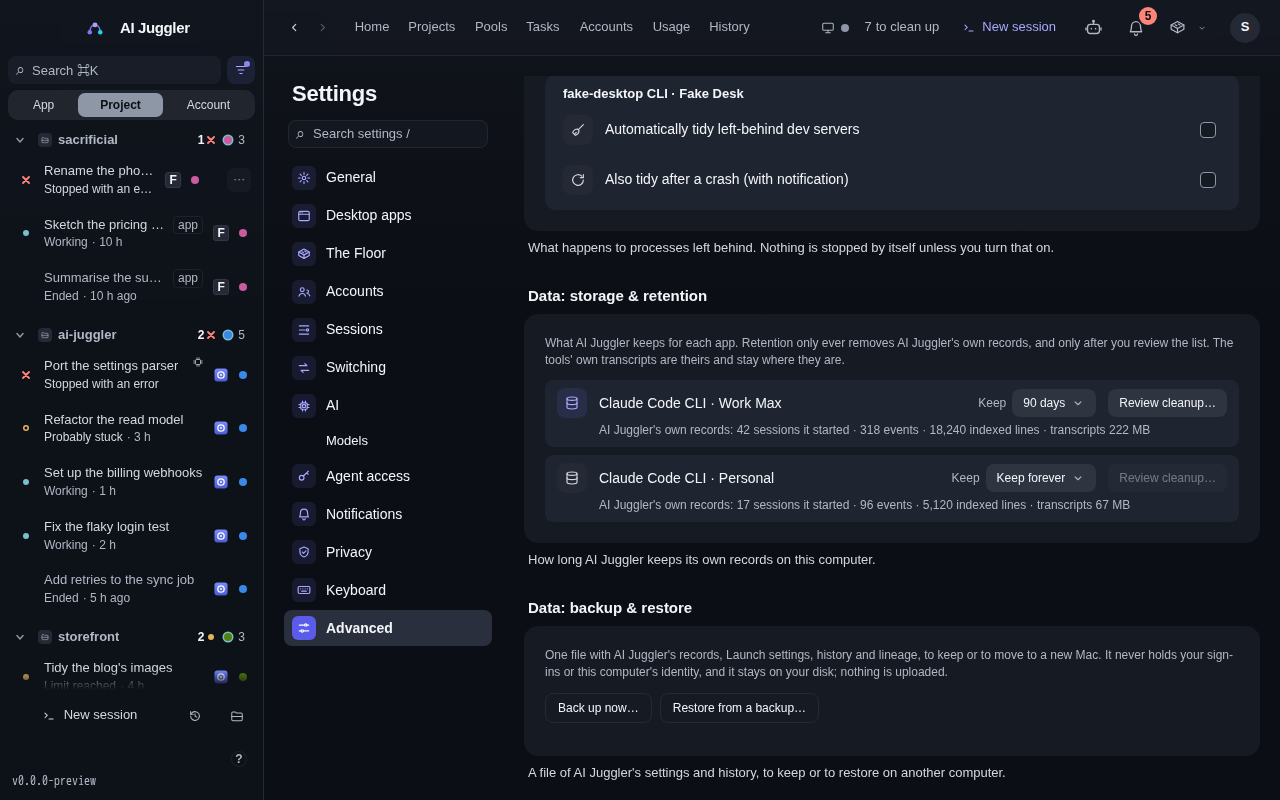 AI Juggler
Search ⌘K
App
Project
Account
sacrificial
1
3
Rename the pho…
Stopped with an e…
F
Sketch the pricing …
app
Working · 10 h
F
Summarise the su…
app
Ended · 10 h ago
F
ai-juggler
2
5
Port the settings parser
Stopped with an error
Refactor the read model
Probably stuck · 3 h
Set up the billing webhooks
Working · 1 h
Fix the flaky login test
Working · 2 h
Add retries to the sync job
Ended · 5 h ago
storefront
2
3
Tidy the blog's images
Limit reached · 4 h
New session
?
v0.0.0-preview
Home
Projects
Pools
Tasks
Accounts
Usage
History
7 to clean up
New session
5
S
Settings
Search settings /
General
Desktop apps
The Floor
Accounts
Sessions
Switching
AI
Models
Agent access
Notifications
Privacy
Keyboard
Advanced
fake-desktop CLI · Fake Desk
Automatically tidy left-behind dev servers
Also tidy after a crash (with notification)
What happens to processes left behind. Nothing is stopped by itself unless you turn that on.
Data: storage & retention
What AI Juggler keeps for each app. Retention only ever removes AI Juggler's own records, and only after you review the list. The
tools' own transcripts are theirs and stay where they are.
Claude Code CLI · Work Max
Keep
90 days
Review cleanup…
AI Juggler's own records: 42 sessions it started · 318 events · 18,240 indexed lines · transcripts 222 MB
Claude Code CLI · Personal
Keep
Keep forever
Review cleanup…
AI Juggler's own records: 17 sessions it started · 96 events · 5,120 indexed lines · transcripts 67 MB
How long AI Juggler keeps its own records on this computer.
Data: backup & restore
One file with AI Juggler's records, Launch settings, history and lineage, to keep or to move to a new Mac. It never holds your sign-
ins or this computer's identity, and it stays on your disk; nothing is uploaded.
Back up now…
Restore from a backup…
A file of AI Juggler's settings and history, to keep or to restore on another computer.